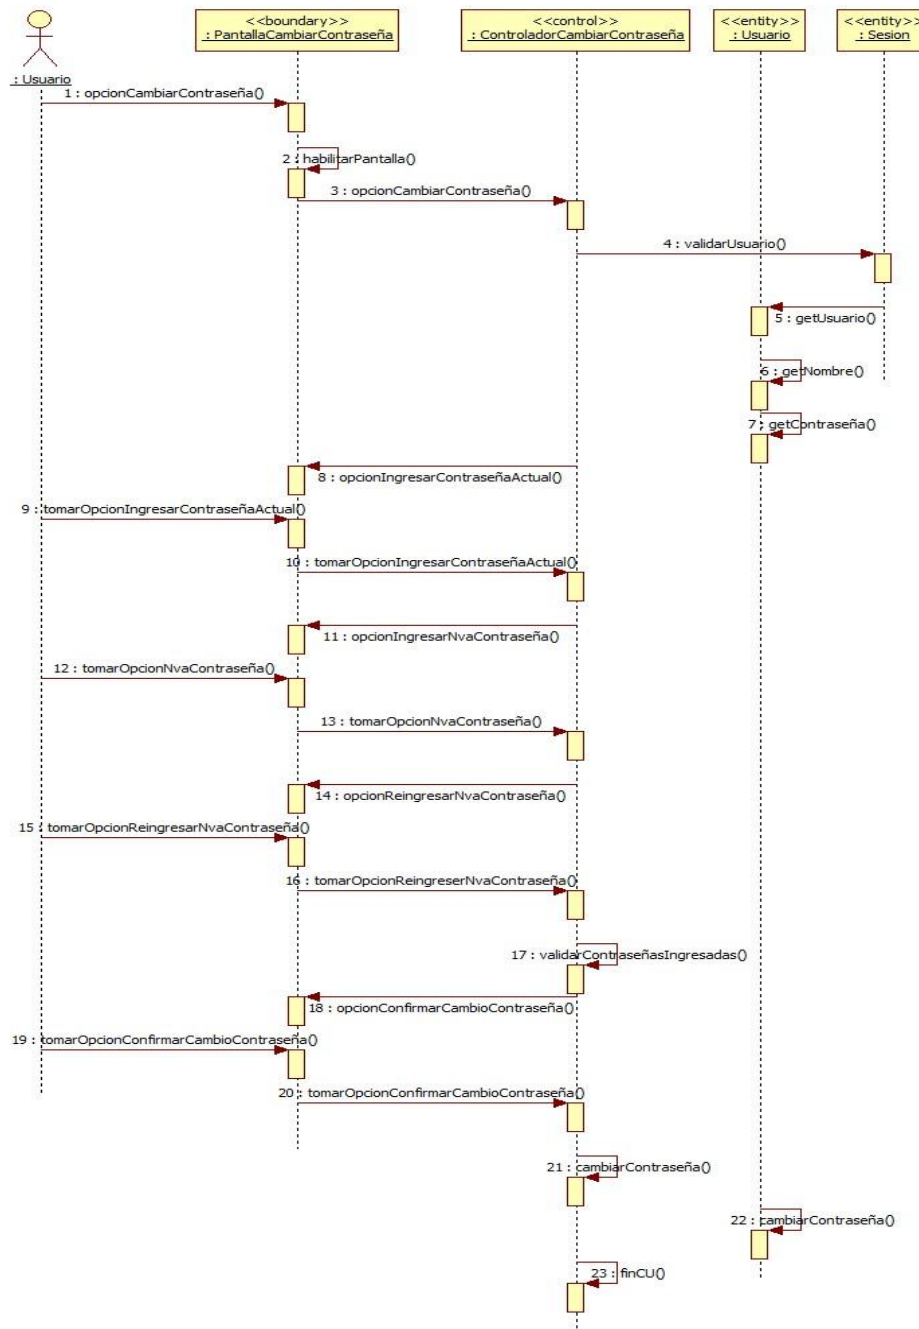 <<boundary>>
: PantallaCambiarContraseña
<<control>>
: ControladorCambiarContraseña
<<entity>>
: Usuario
<<entity>>
: Sesion
: Usuario
1 : opcionCambiarContraseña()
2 : habilitarPantalla()
3 : opcionCambiarContraseña()
4 : validarUsuario()
5 : getUsuario()
6 : getNombre()
7 : getContraseña()
8 : opcionIngresarContraseñaActual()
9 : tomarOpcionIngresarContraseñaActual()
10 : tomarOpcionIngresarContraseñaActual()
11 : opcionIngresarNvaContraseña()
12 : tomarOpcionNvaContraseña()
13 : tomarOpcionNvaContraseña()
14 : opcionReingresarNvaContraseña()
15 : tomarOpcionReingresarNvaContraseña()
16 : tomarOpcionReingreserNvaContraseña()
17 : validarContraseñasIngresadas()
18 : opcionConfirmarCambioContraseña()
19 : tomarOpcionConfirmarCambioContraseña()
20 : tomarOpcionConfirmarCambioContraseña()
21 : cambiarContraseña()
22 : cambiarContraseña()
23 : finCU()